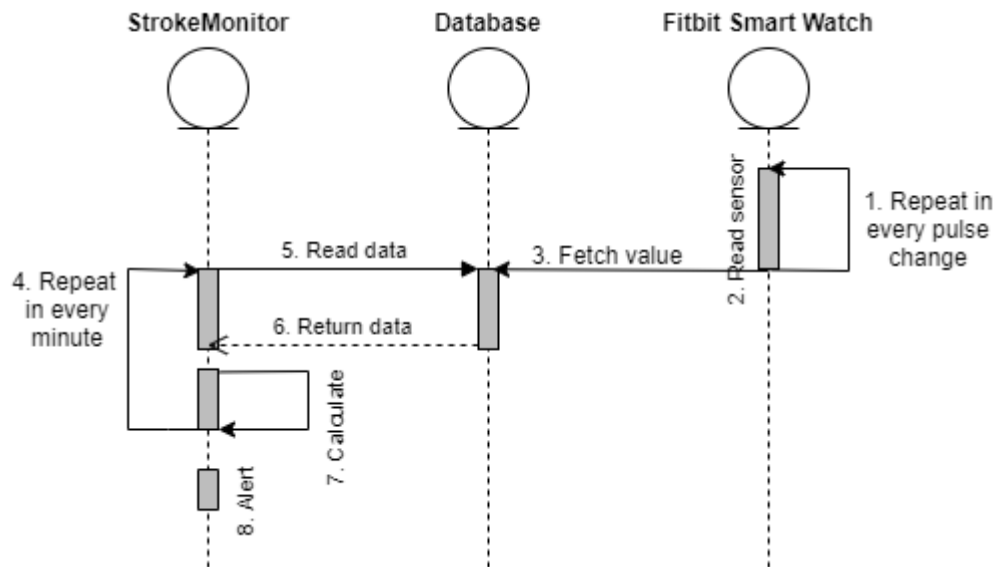 StrokeMonitor
Database
Fitbit Smart Watch
1. Repeat in
every pulse
change
2. Read sensor
3. Fetch value
4. Repeat
in every
minute
5. Read data
6. Return data
7. Calculate
8. Alert